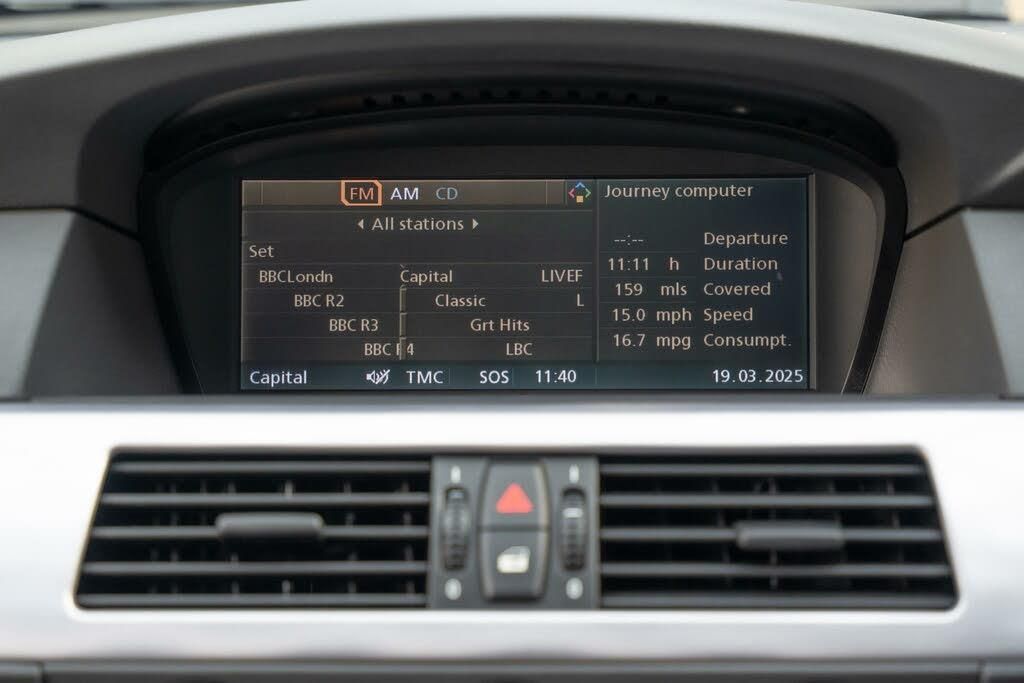 FM AM CD
All stations
Set
BBCLondn Capital LIVEF
BBC R2 Classic L
BBC R3 Grt Hits
BBC R4 LBC
Journey computer
--:-- Departure
11:11 h Duration
159 mls Covered
15.0 mph Speed
16.7 mpg Consumpt.
Capital TMC SOS 11:40 19.03.2025